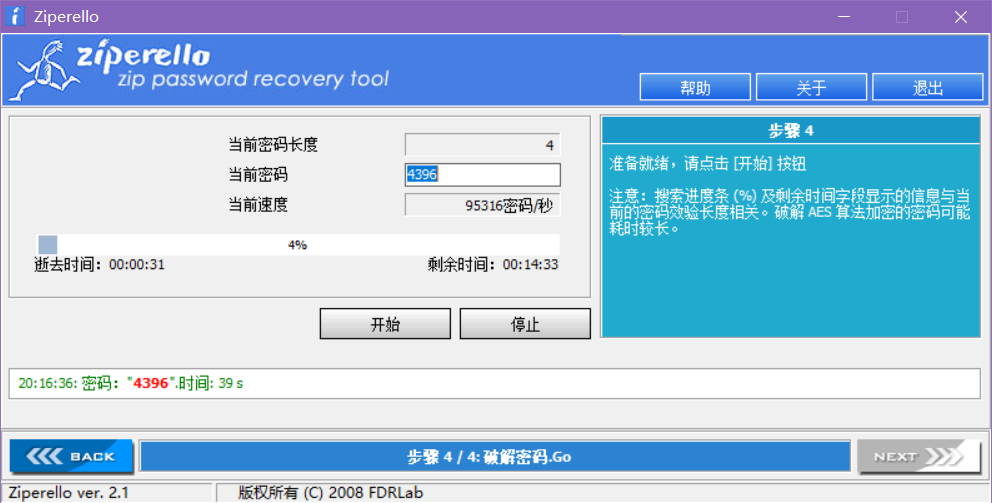 Ziperello
ziperello
zip password recovery tool
帮助
关于
退出
当前密码长度
4
当前密码
4396
当前速度
95316密码/秒
4%
逝去时间：00:00:31
剩余时间：00:14:33
开始
停止
步骤 4
准备就绪，请点击 [开始] 按钮
注意：搜索进度条 (%) 及剩余时间字段显示的信息与当
前的密码效验长度相关。破解 AES 算法加密的密码可能
耗时较长。
20:16:36: 密码："4396".时间: 39 s
BACK
步骤 4 / 4: 破解密码.Go
NEXT
Ziperello ver. 2.1
版权所有 (C) 2008 FDRLab